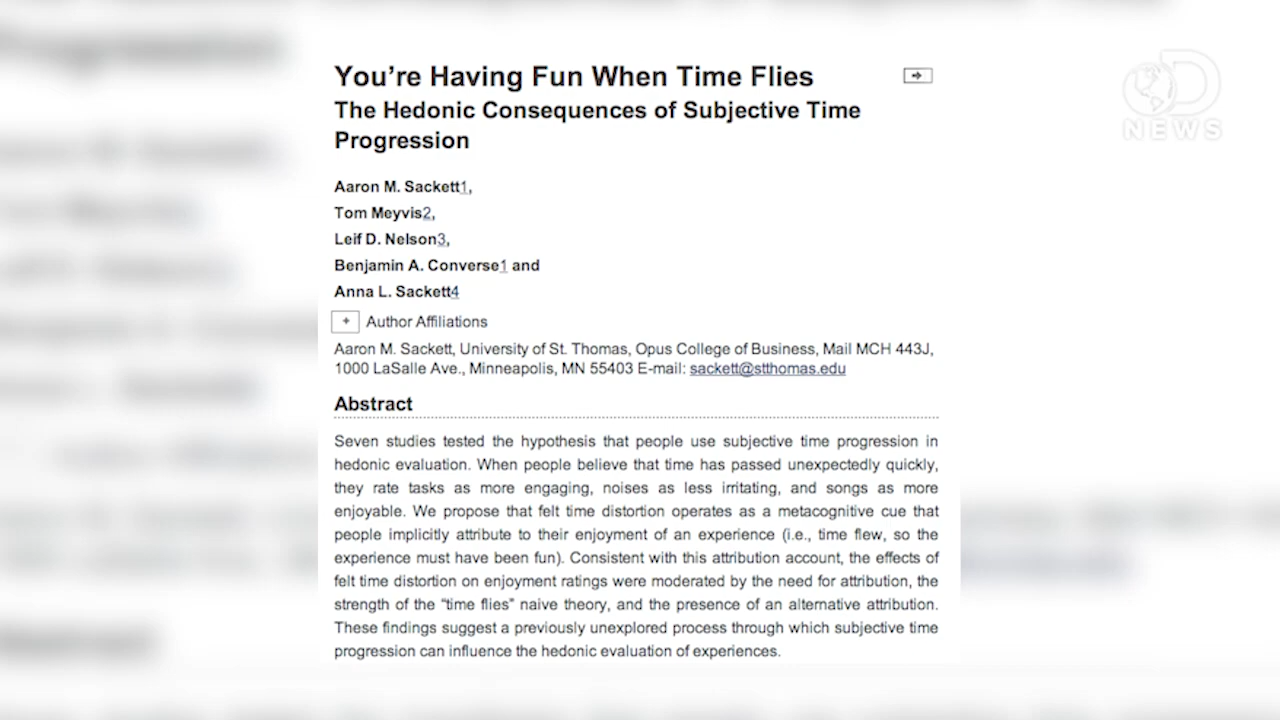 You're Having Fun When Time Flies
The Hedonic Consequences of Subjective Time
Progression
D
NEWS
Aaron M. Sackett1,
Tom Meyvis2,
Leif D. Nelson3,
Benjamin A. Converse1 and
Anna L. Sackett4
+ Author Affiliations
Aaron M. Sackett, University of St. Thomas, Opus College of Business, Mail MCH 443J,
1000 LaSalle Ave., Minneapolis, MN 55403 E-mail: sackett@stthomas.edu
Abstract
Seven studies tested the hypothesis that people use subjective time progression in
hedonic evaluation. When people believe that time has passed unexpectedly quickly,
they rate tasks as more engaging, noises as less irritating, and songs as more
enjoyable. We propose that felt time distortion operates as a metacognitive cue that
people implicitly attribute to their enjoyment of an experience (i.e., time flew, so the
experience must have been fun). Consistent with this attribution account, the effects of
felt time distortion on enjoyment ratings were moderated by the need for attribution, the
strength of the "time flies" naive theory, and the presence of an alternative attribution.
These findings suggest a previously unexplored process through which subjective time
progression can influence the hedonic evaluation of experiences.